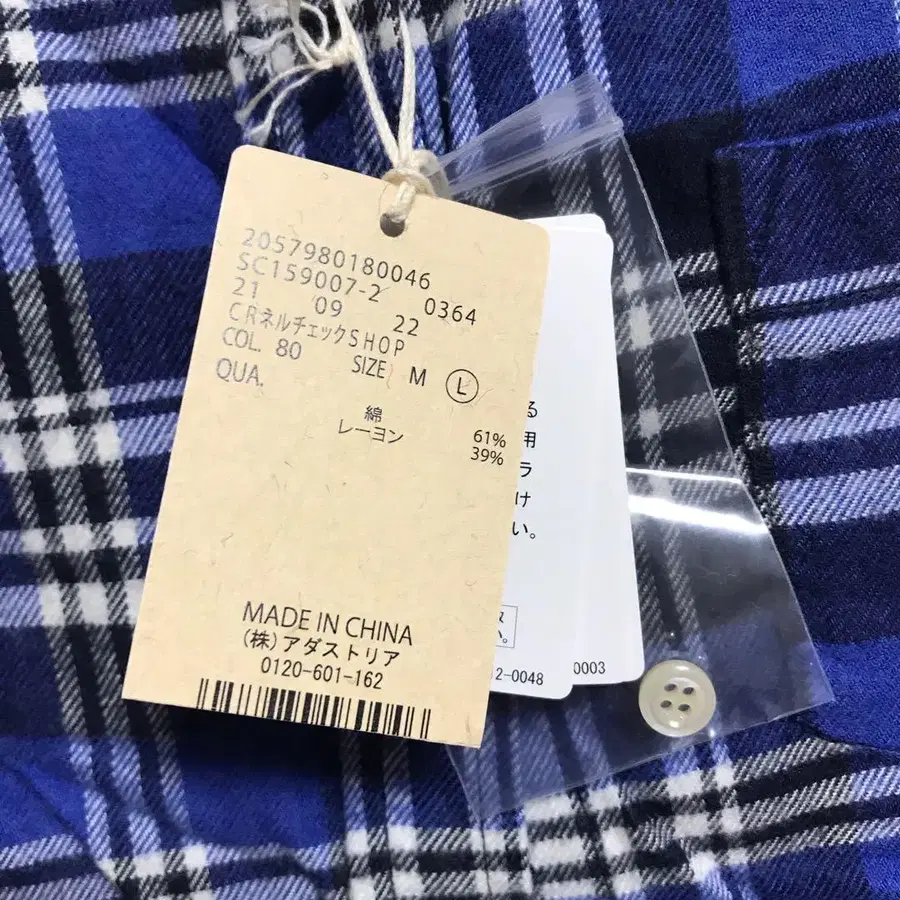 2057980180046
SC159007-2 0364
21 09 22
CRネルチェックSHOP
COL. 80 SIZE M L
QUA.
綿 61%
レーヨン 39%
MADE IN CHINA
(株)アダストリア
0120-601-162
る
用
ラ
け
い。
い。
12-0048
0003